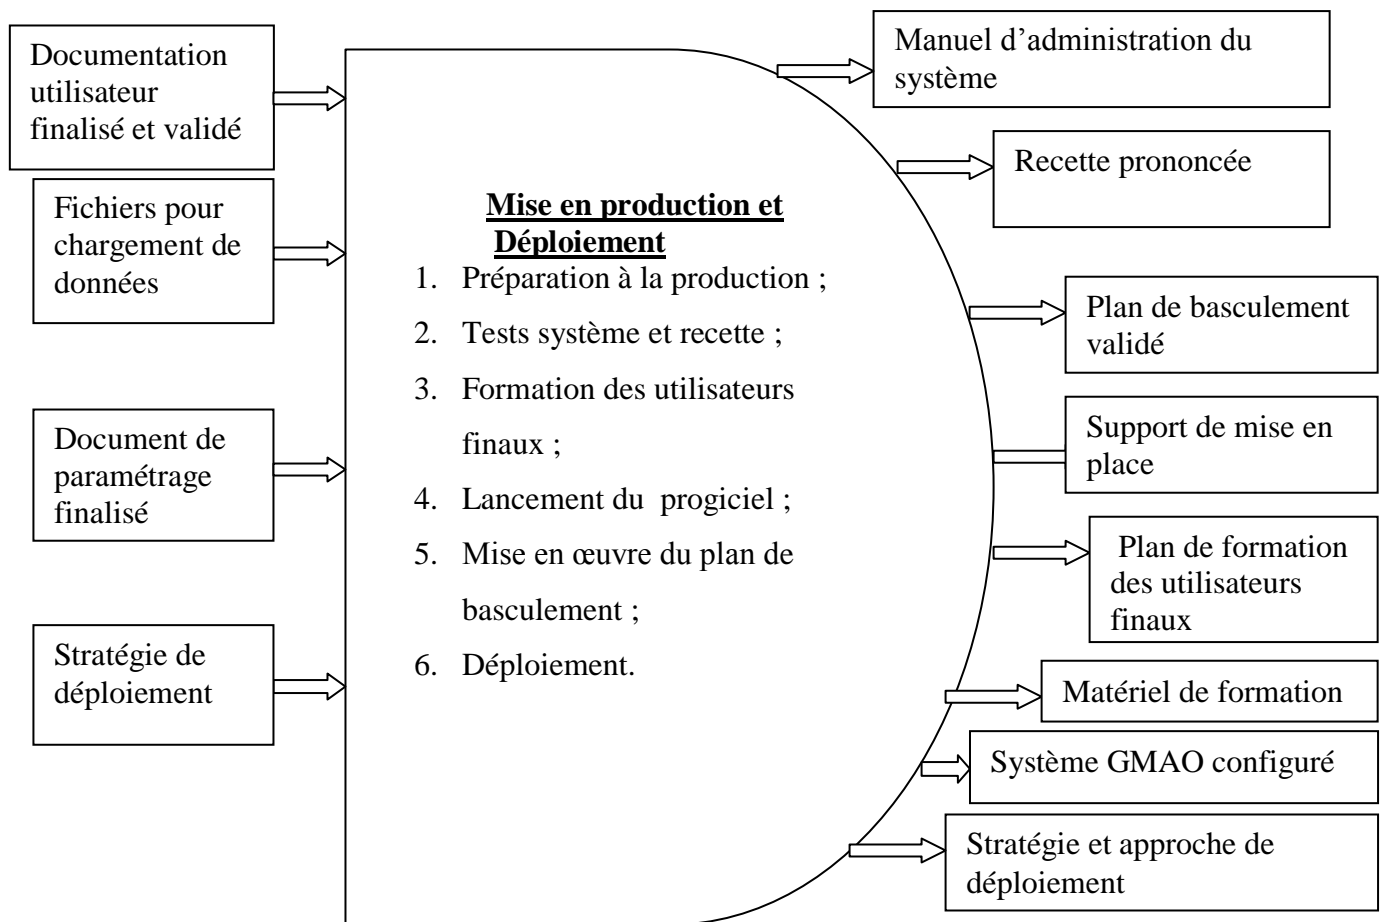 Documentation
utilisateur
finalisé et validé
Fichiers pour
chargement de
données
Document de
paramétrage
finalisé
Stratégie de
déploiement
Mise en production et
Déploiement
1. Préparation à la production ;
2. Tests système et recette ;
3. Formation des utilisateurs
finaux ;
4. Lancement du progiciel ;
5. Mise en œuvre du plan de
basculement ;
6. Déploiement.
Manuel d’administration du
système
Recette prononcée
Plan de basculement
validé
Support de mise en
place
Plan de formation
des utilisateurs
finaux
Matériel de formation
Système GMAO configuré
Stratégie et approche de
déploiement